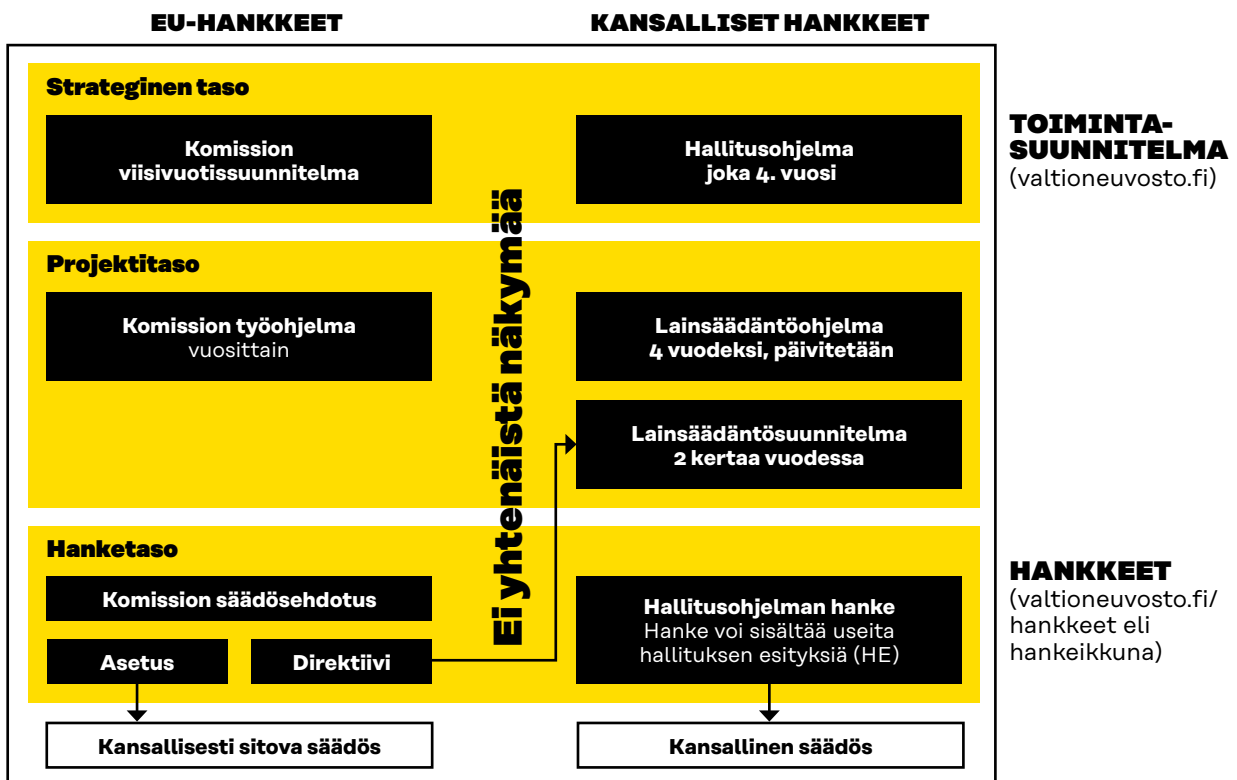 EU-HANKKEET
KANSALLISET HANKKEET
Strateginen taso
Komission
viisivuotissuunnitelma
Hallitusohjelma
joka 4. vuosi
TOIMINTA-
SUUNNITELMA
(valtioneuvosto.fi)
Ei yhtenäistä näkymää
Projektitaso
Komission työohjelma
vuosittain
Lainsäädäntöohjelma
4 vuodeksi, päivitetään
Lainsäädäntösuunnitelma
2 kertaa vuodessa
Hanketaso
Komission säädösehdotus
Asetus
Direktiivi
Hallitusohjelman hanke
Hanke voi sisältää useita
hallituksen esityksiä (HE)
HANKKEET
(valtioneuvosto.fi/
hankkeet eli
hankeikkuna)
Kansallisesti sitova säädös
Kansallinen säädös